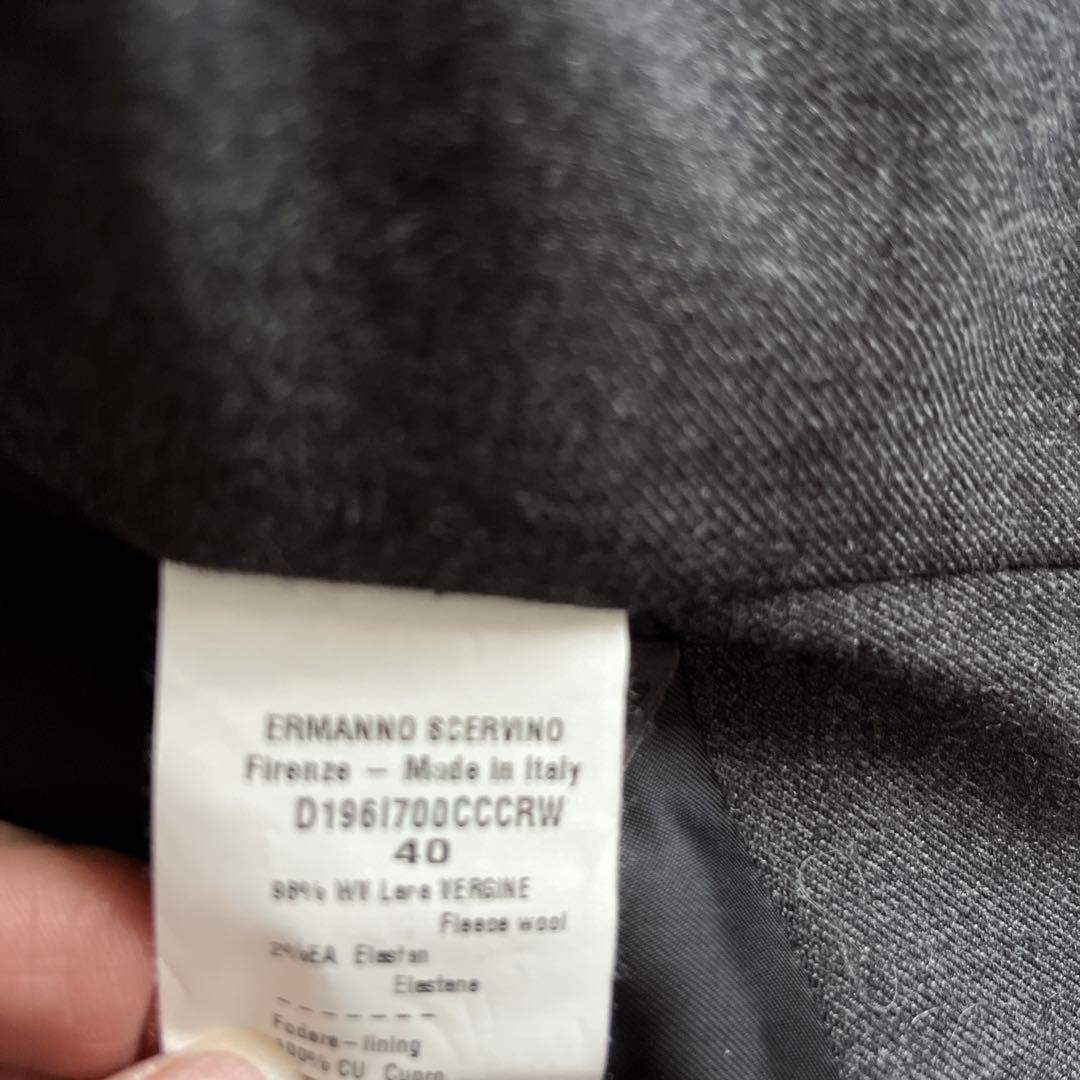 ERMANNO SCERVINO
Firenze – Made in Italy
D196I700CCCRW
40
98% WV Lana VERGINE
Fleece wool
2% EA Elastan
Elastane
-------
Fodera-lining
100% CU Cupro